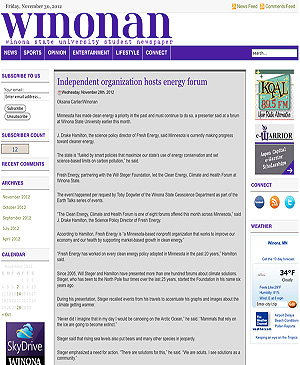 Friday, November 30, 2012
News Feed
Comments
winonan
winona state university student newspaper
NEWS
SPORTS
OPINION
ENTERTAINMENT
LIFESTYLE
CONNECT
SUBSCRIBE TO US
Your email:
Enter email address...
Subscribe
Unsubscribe
SUBSCRIBER COUNT
12
RECENT COMMENTS
ARCHIVES
November 2012
October 2012
September 2012
July 2012
April 2012
CALENDAR
SkyDrive
WINONA
Independent organization hosts energy forum
Wednesday, November 28th, 2012
Oksana Cartier/Winonan
Minnesota has made clean energy a priority in the past and must continue to do so, a presenter said at a forum
at Winona State University earlier this month.
J. Drake Hamilton, the science policy director of Fresh Energy, said Minnesota is currently making progress
toward cleaner energy.
The state is "fueled by smart policies that maximize our state's use of energy conservation and set
science-based limits on carbon pollution," he said.
Fresh Energy, partnering with the Will Steger Foundation, led the Clean Energy, Climate and Health Forum at
Winona State.
The event happened per request by Toby Dogwiler of the Winona State Geoscience Department as part of the
Earth Talks series of events.
"The Clean Energy, Climate and Health Forum is one of eight forums offered this month across Minnesota," said
J. Drake Hamilton, the Science Policy Director of Fresh Energy.
According to Hamilton, Fresh Energy is "a Minnesota-based nonprofit organization that works to improve our
economy and our health by supporting market-based growth in clean energy."
"Fresh Energy has worked on every clean energy policy adopted in Minnesota in the past 20 years," Hamilton
said.
Since 2005, Will Steger and Hamilton have presented more than one hundred forums about climate solutions.
Steger, who has been to the North Pole four times over the last 25 years, started the Foundation in his name six
years ago.
During his presentation, Steger recalled events from his travels to accentuate his graphs and images about the
climate getting warmer.
"Never did I imagine that in my day I would be canoeing on the Arctic Ocean," he said. "Mammals that rely on
the ice are going to become extinct."
Steger said that rising sea levels also put bears and many other species in jeopardy.
Steger emphasized a need for action. "There are solutions for this," he said. "We are adults. I see solutions as a
community."
KQAL
89.5 FM
Your Radio Alternative
WARRIOR
CONNECT
WEATHER
Winona, MN
34°F
Cloudy